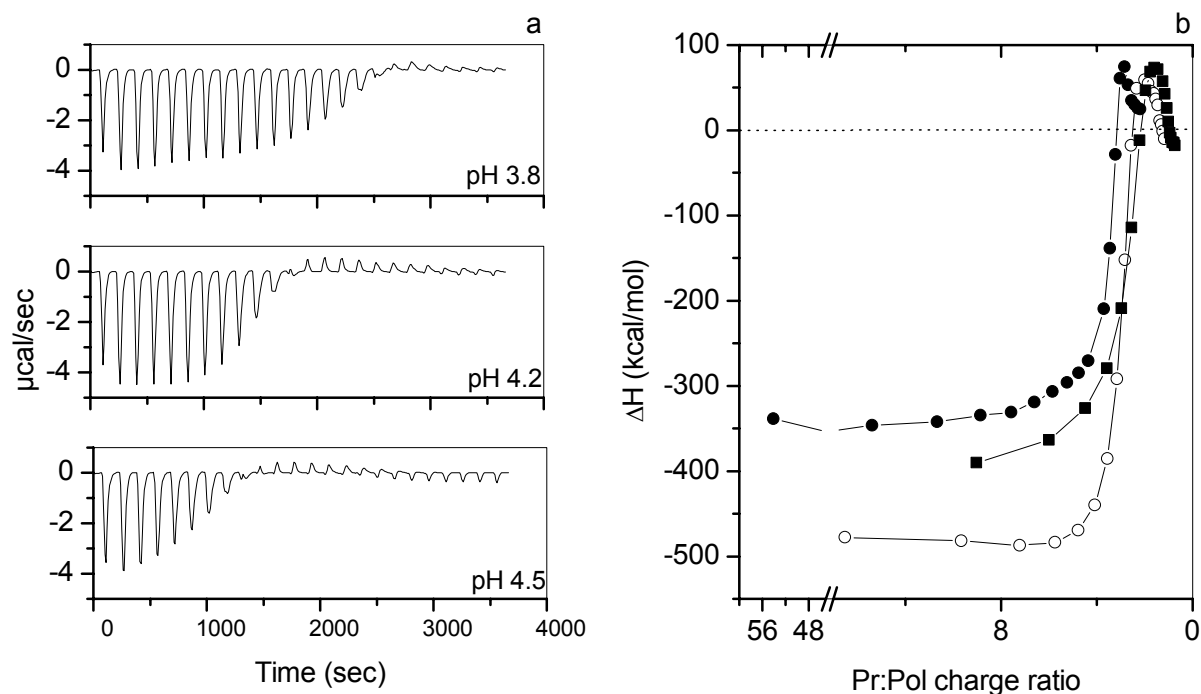 a
0
-2
-4
pH 3.8
0
-2
-4
pH 4.2
µcal/sec
0
-2
-4
pH 4.5
0 1000 2000 3000 4000
Time (sec)
b
100
0
-100
-200
-300
-400
-500
ΔH (kcal/mol)
56 48 8 0
Pr:Pol charge ratio